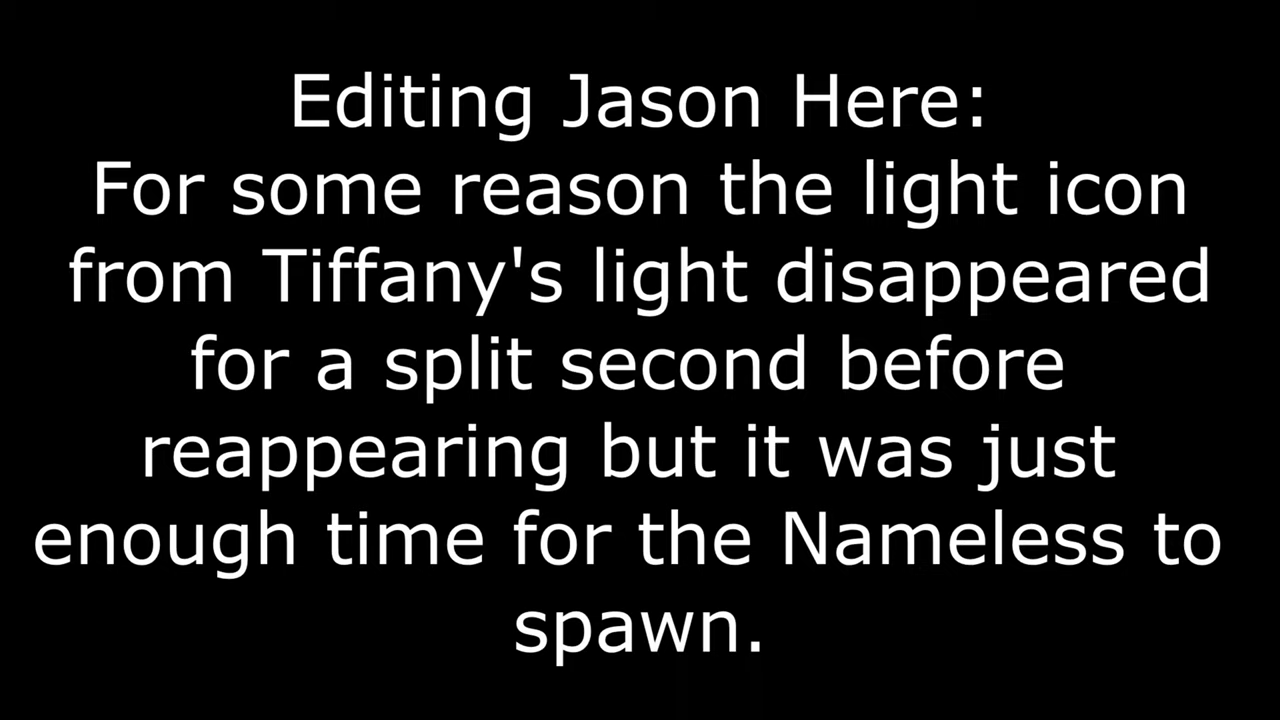 Editing Jason Here:
For some reason the light icon
from Tiffany's light disappeared
for a split second before
reappearing but it was just
enough time for the Nameless to
spawn.